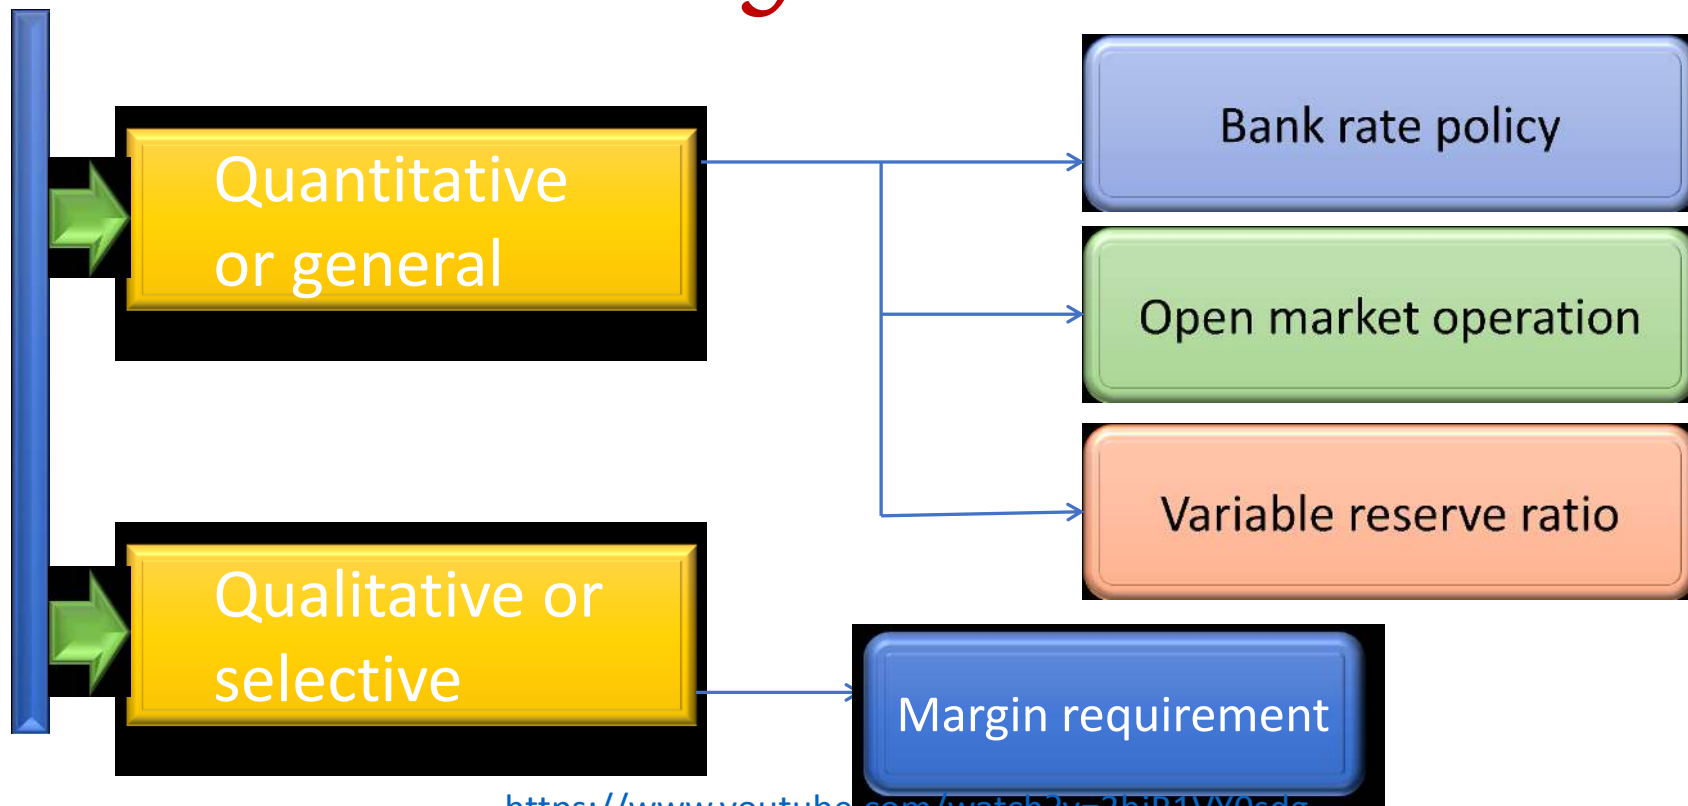 Quantitative
or general
Bank rate policy
Open market operation
Variable reserve ratio
Qualitative or
selective
Margin requirement